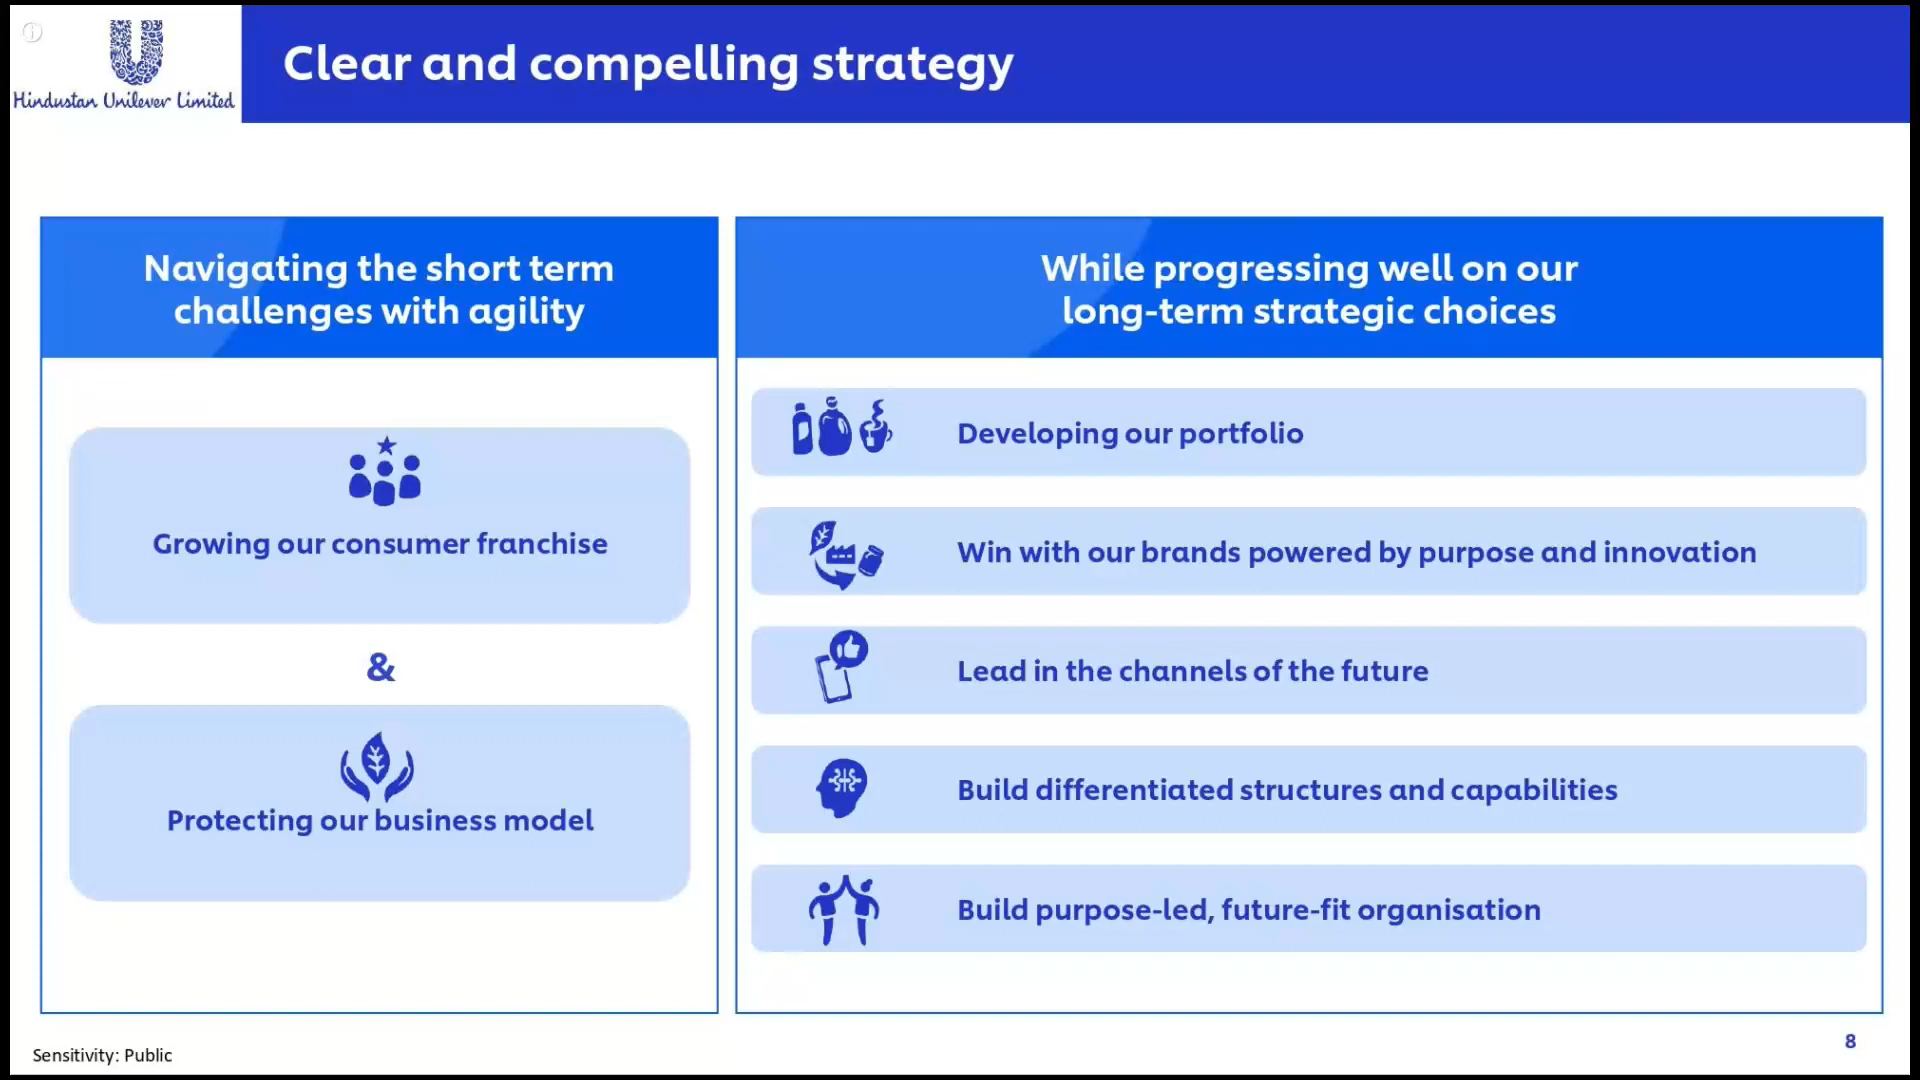 Hindustan Unilever Limited
Clear and compelling strategy
Navigating the short term
challenges with agility
Growing our consumer franchise
&
Protecting our business model
While progressing well on our
long-term strategic choices
Developing our portfolio
Win with our brands powered by purpose and innovation
Lead in the channels of the future
Build differentiated structures and capabilities
Build purpose-led, future-fit organisation
Sensitivity: Public
8